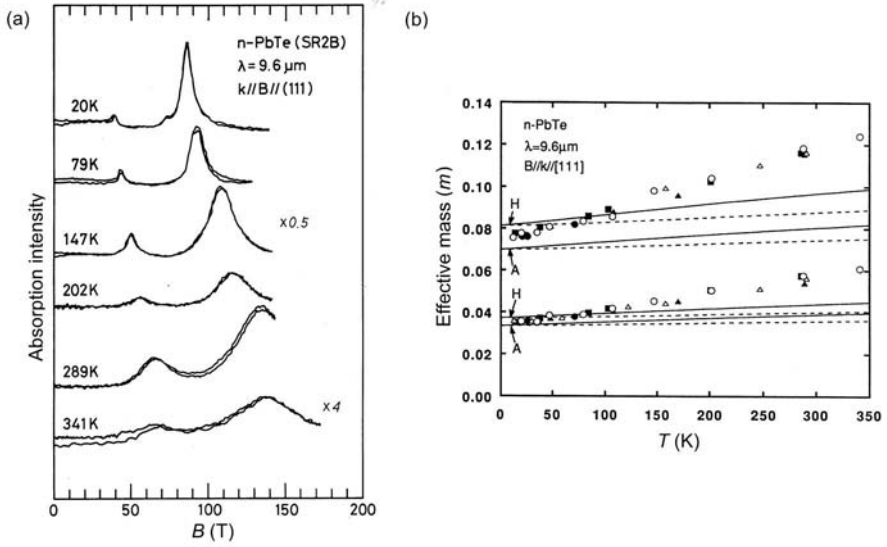 (a)
n-PbTe (SR2B)
λ= 9.6 μm
k//B//⟨111⟩
20K
79K
147K
×0.5
202K
289K
341K
×4
Absorption intensity
0 50 100 150 200
B (T)
(b)
0.14
0.12
0.10
0.08
0.06
0.04
0.02
0.00
n-PbTe
λ=9.6μm
B//k//[111]
H
A
H
A
Effective mass (m)
0 50 100 150 200 250 300 350
T (K)